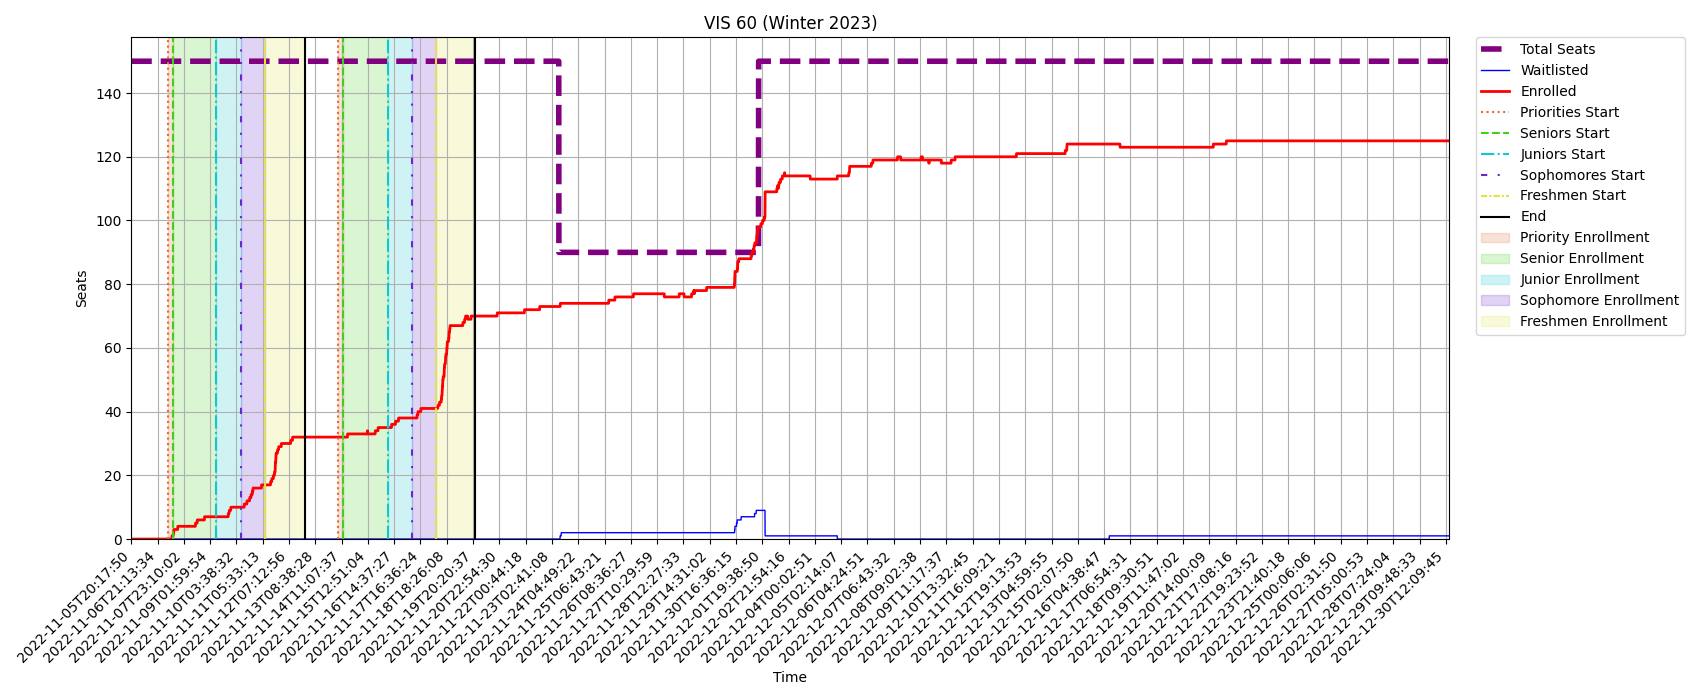 VIS 60 (Winter 2023)
Seats
140
120
100
80
60
40
20
0
2022-11-05T20:17:50
2022-11-06T21:13:34
2022-11-07T23:10:02
2022-11-09T01:59:54
2022-11-10T03:38:32
2022-11-11T05:33:13
2022-11-12T07:12:56
2022-11-13T08:38:28
2022-11-14T11:07:37
2022-11-15T12:51:04
2022-11-16T14:37:27
2022-11-17T16:36:24
2022-11-18T18:26:08
2022-11-19T20:20:37
2022-11-20T22:54:30
2022-11-22T00:44:18
2022-11-23T02:41:08
2022-11-24T04:49:22
2022-11-25T06:43:21
2022-11-26T08:36:27
2022-11-27T10:29:59
2022-11-28T12:27:33
2022-11-29T14:31:02
2022-11-30T16:36:15
2022-12-01T19:38:50
2022-12-02T21:54:16
2022-12-04T00:02:51
2022-12-05T02:14:07
2022-12-06T04:24:51
2022-12-07T06:43:32
2022-12-08T09:02:38
2022-12-09T11:17:37
2022-12-10T13:32:45
2022-12-11T16:09:21
2022-12-12T19:13:53
2022-12-13T04:59:55
2022-12-15T02:07:50
2022-12-16T04:38:47
2022-12-17T06:54:31
2022-12-18T09:30:51
2022-12-19T11:47:02
2022-12-20T14:00:09
2022-12-21T17:08:16
2022-12-22T19:23:52
2022-12-23T21:40:18
2022-12-25T00:06:06
2022-12-26T02:31:50
2022-12-27T05:00:53
2022-12-28T07:24:04
2022-12-29T09:48:33
2022-12-30T12:09:45
Time
Total Seats
Waitlisted
Enrolled
Priorities Start
Seniors Start
Juniors Start
Sophomores Start
Freshmen Start
End
Priority Enrollment
Senior Enrollment
Junior Enrollment
Sophomore Enrollment
Freshmen Enrollment